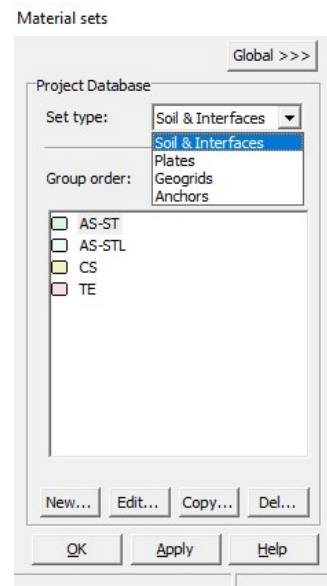 Material sets
Global >>>
Project Database
Set type: Soil & Interfaces
Soil & Interfaces
Plates
Geogrids
Anchors
Group order:
AS-ST
AS-STL
CS
TE
New... Edit... Copy... Del...
OK Apply Help